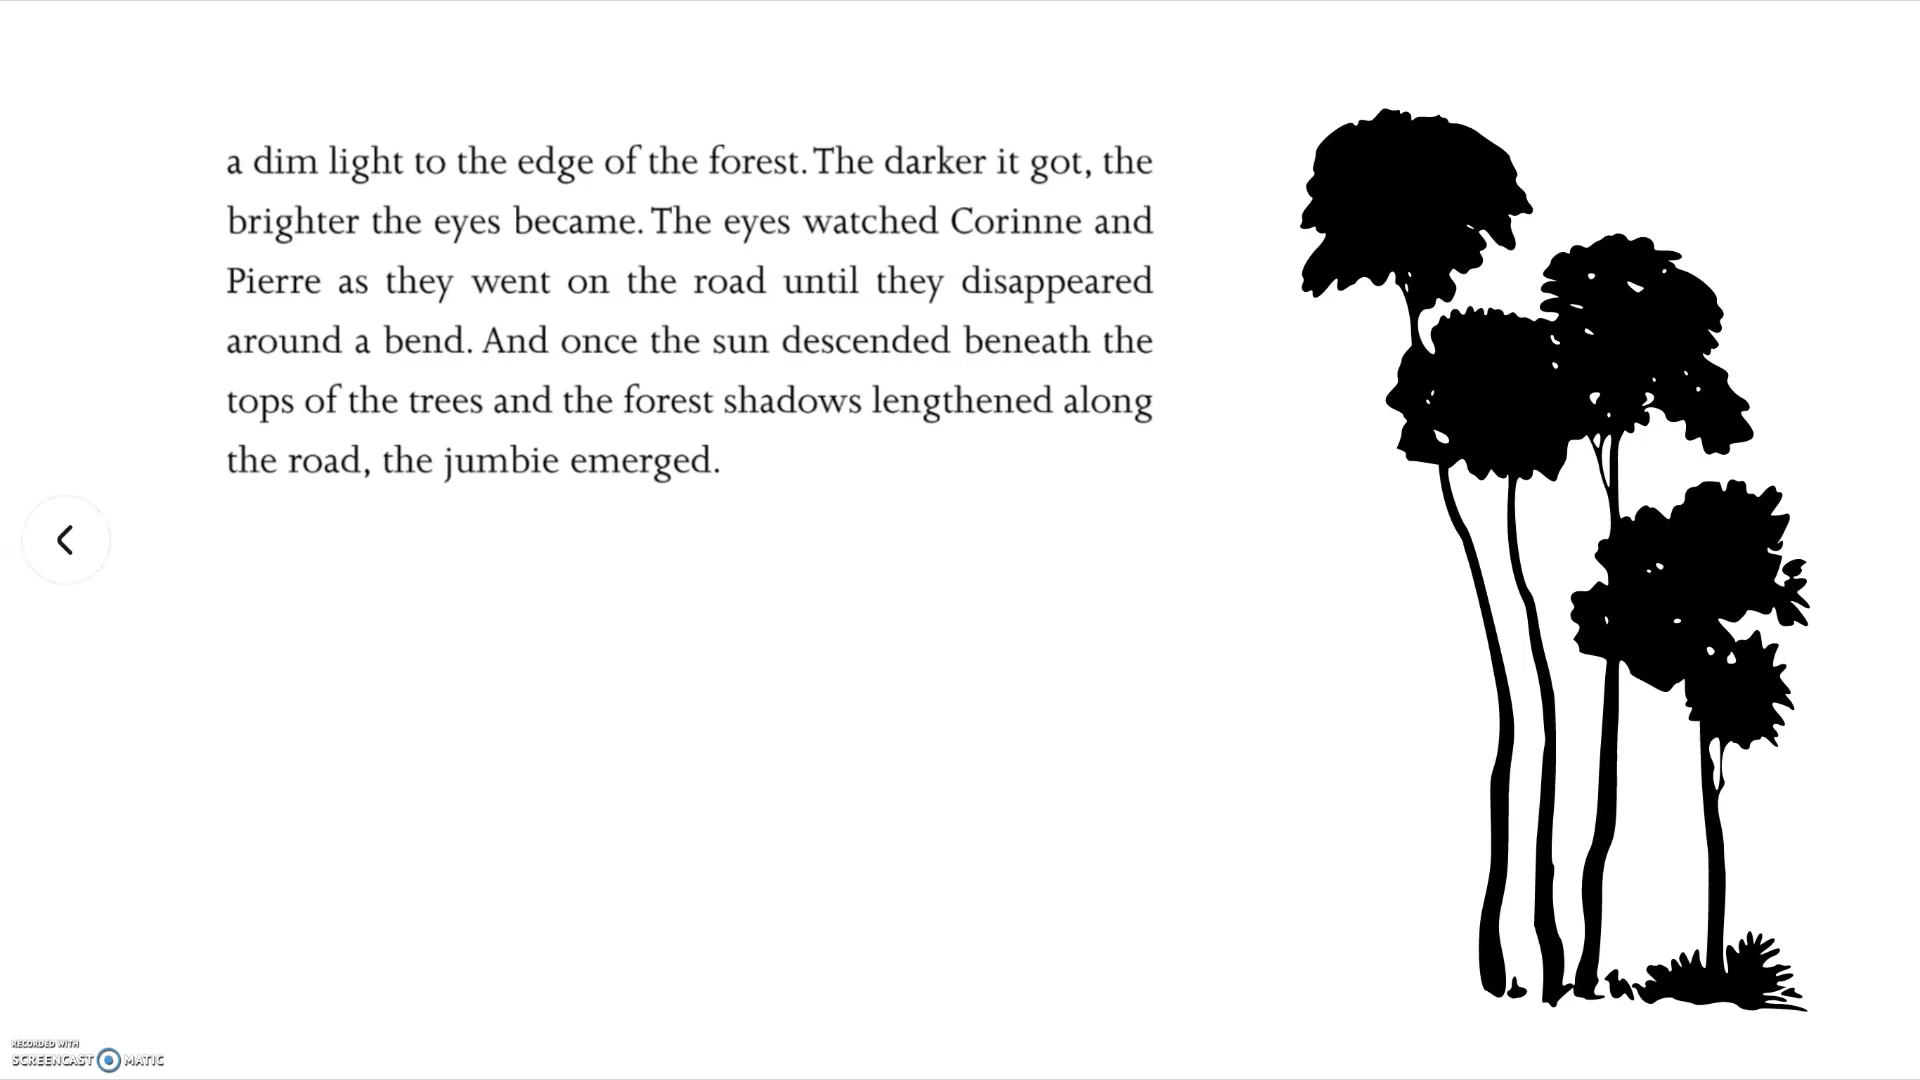 a dim light to the edge of the forest. The darker it got, the
brighter the eyes became. The eyes watched Corinne and
Pierre as they went on the road until they disappeared
around a bend. And once the sun descended beneath the
tops of the trees and the forest shadows lengthened along
the road, the jumbie emerged.
RECORDED WITH
SCREENCAST MATIC